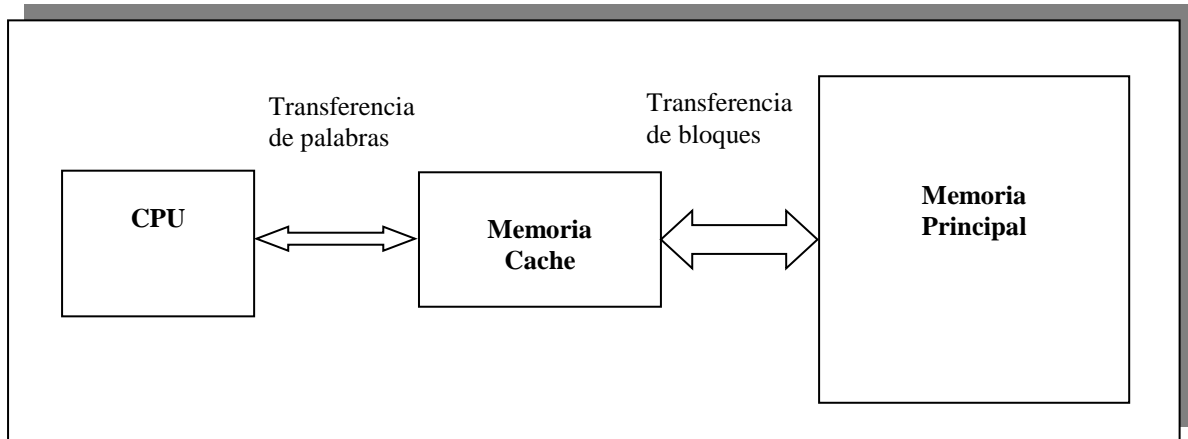 Transferencia
de palabras
Transferencia
de bloques
CPU
Memoria
Cache
Memoria
Principal